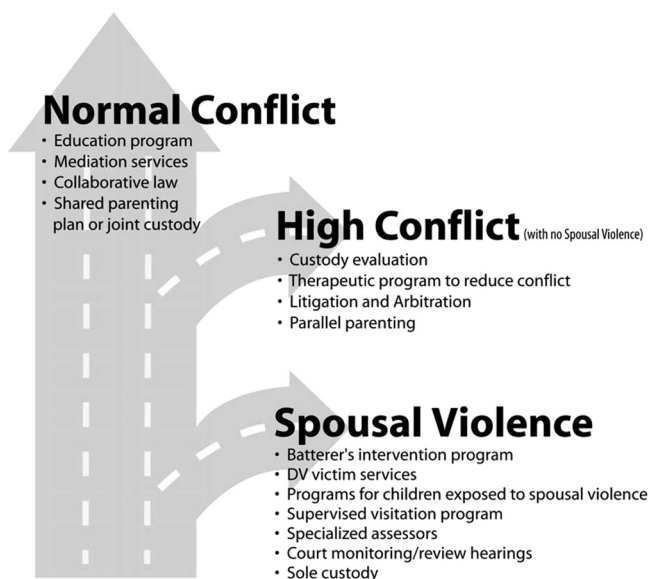 Normal Conflict
• Education program
• Mediation services
• Collaborative law
• Shared parenting
plan or joint custody
High Conflict (with no Spousal Violence)
• Custody evaluation
• Therapeutic program to reduce conflict
• Litigation and Arbitration
• Parallel parenting
Spousal Violence
• Batterer's intervention program
• DV victim services
• Programs for children exposed to spousal violence
• Supervised visitation program
• Specialized assessors
• Court monitoring/review hearings
• Sole custody